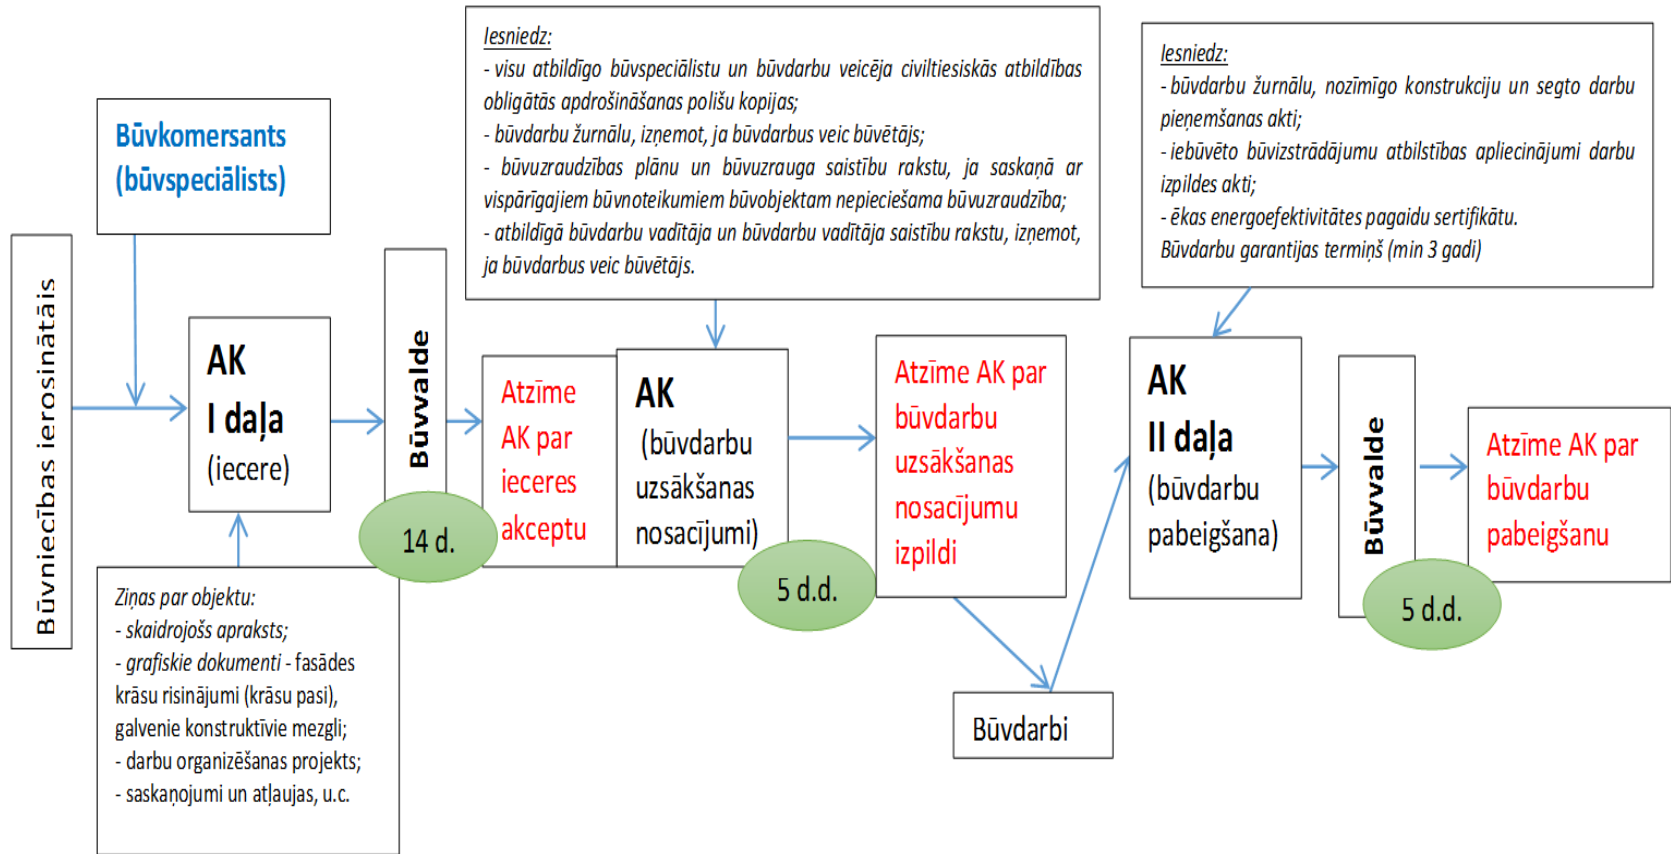 Būvniecības ierosinātājs
Būvkomersants
(būvspeciālists)
AK
I daļa
(iecere)
Ziņas par objektu:
- skaidrojošs apraksts;
- grafiskie dokumenti - fasādes
krāsu risinājumi (krāsu pasi),
galvenie konstruktīvie mezgli;
- darbu organizēšanas projekts;
- saskaņojumi un atļaujas, u.c.
Būvvalde
14 d.
Atzīme
AK par
ieceres
akceptu
Iesniedz:
- visu atbildīgo būvspeciālistu un būvdarbu veicēja civiltiesiskās atbildības
obligātās apdrošināšanas polišu kopijas;
- būvdarbu žurnālu, izņemot, ja būvdarbus veic būvētājs;
- būvuzraudzības plānu un būvuzrauga saistību rakstu, ja saskaņā ar
vispārīgajiem būvnoteikumiem būvobjektam nepieciešama būvuzraudzība;
- atbildīgā būvdarbu vadītāja un būvdarbu vadītāja saistību rakstu, izņemot,
ja būvdarbus veic būvētājs.
AK
(būvdarbu
uzsākšanas
nosacījumi)
5 d.d.
Atzīme AK par
būvdarbu
uzsākšanas
nosacījumu
izpildi
Būvdarbi
Iesniedz:
- būvdarbu žurnālu, nozīmīgo konstrukciju un segto darbu
pieņemšanas akti;
- iebūvēto būvizstrādājumu atbilstības apliecinājumi darbu
izpildes akti;
- ēkas energoefektivitātes pagaidu sertifikātu.
Būvdarbu garantijas termiņš (min 3 gadi)
AK
II daļa
(būvdarbu
pabeigšana)
Būvvalde
5 d.d.
Atzīme AK par
būvdarbu
pabeigšanu